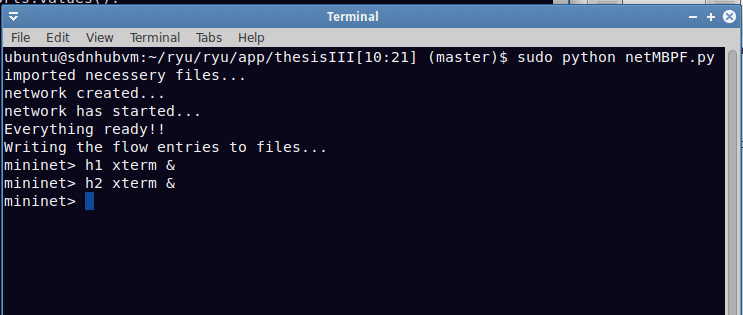 orts.values():
Terminal
File Edit View Terminal Tabs Help
ubuntu@sdnhubvm:~/ryu/ryu/app/thesisIII[10:21] (master)$ sudo python netMBPF.py
imported necessery files...
network created...
network has started...
Everything ready!!
Writing the flow entries to files...
mininet> h1 xterm &
mininet> h2 xterm &
mininet>